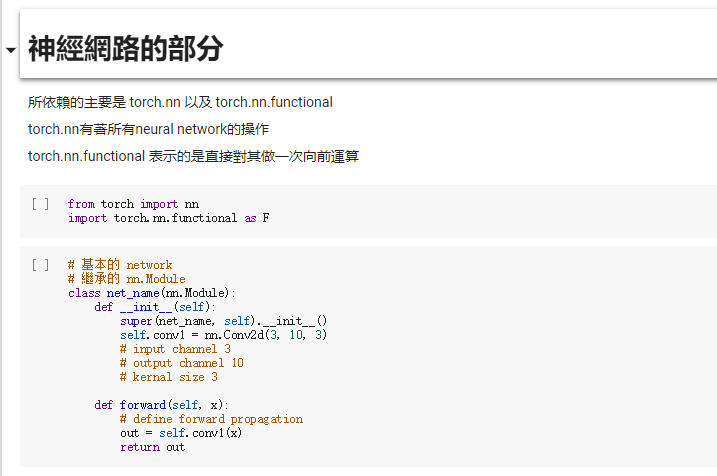 神經網路的部分
所依賴的主要是 torch.nn 以及 torch.nn.functional
torch.nn有著所有neural network的操作
torch.nn.functional 表示的是直接對其做一次向前運算
[ ] from torch import nn
import torch.nn.functional as F
[ ] # 基本的 network
# 繼承的 nn.Module
class net_name(nn.Module):
def __init__(self):
super(net_name, self).__init__()
self.conv1 = nn.Conv2d(3, 10, 3)
# input channel 3
# output channel 10
# kernal size 3
def forward(self, x):
# define forward propagation
out = self.conv1(x)
return out